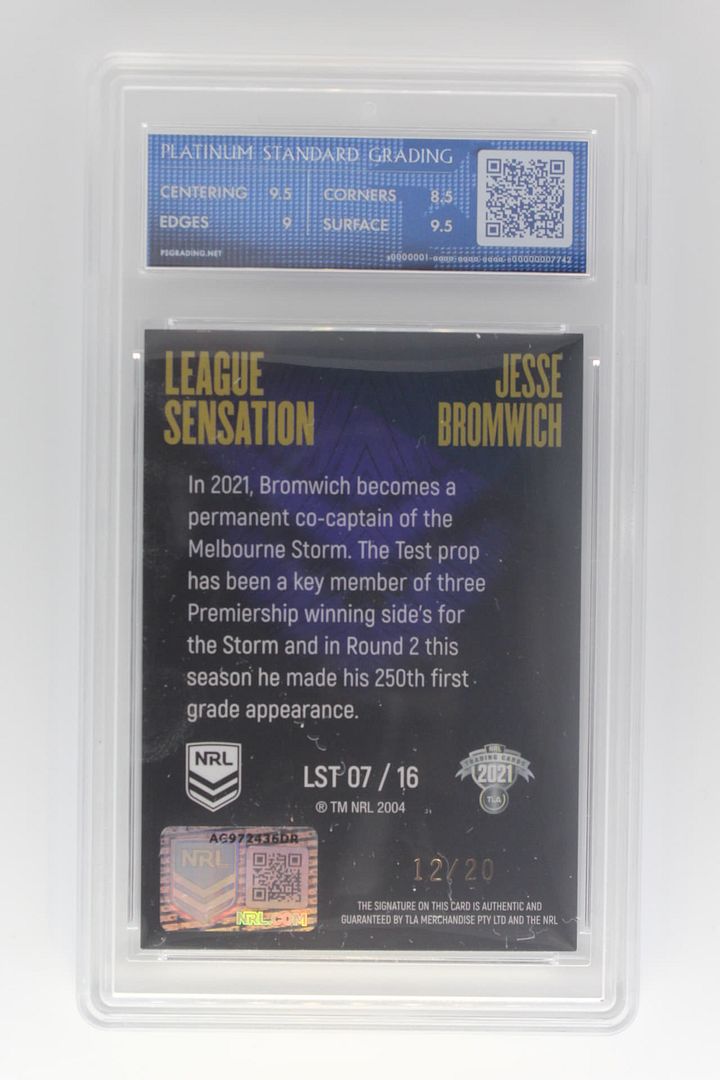 PLATINUM STANDARD GRADING
CENTERING 9.5 CORNERS 8.5
EDGES 9 SURFACE 9.5
PSGRADING.NET
LEAGUE
SENSATION
JESSE
BROMWICH
In 2021, Bromwich becomes a
permanent co-captain of the
Melbourne Storm. The Test prop
has been a key member of three
Premiership winning side's for
the Storm and in Round 2 this
season he made his 250th first
grade appearance.
NRL
LST 07 / 16
® TM NRL 2004
NRL
TRADING CARDS
2021
TLA
AG972436DR
NRL
NRL.COM
12/20
THE SIGNATURE ON THIS CARD IS AUTHENTIC AND
GUARANTEED BY TLA MERCHANDISE PTY LTD AND THE NRL